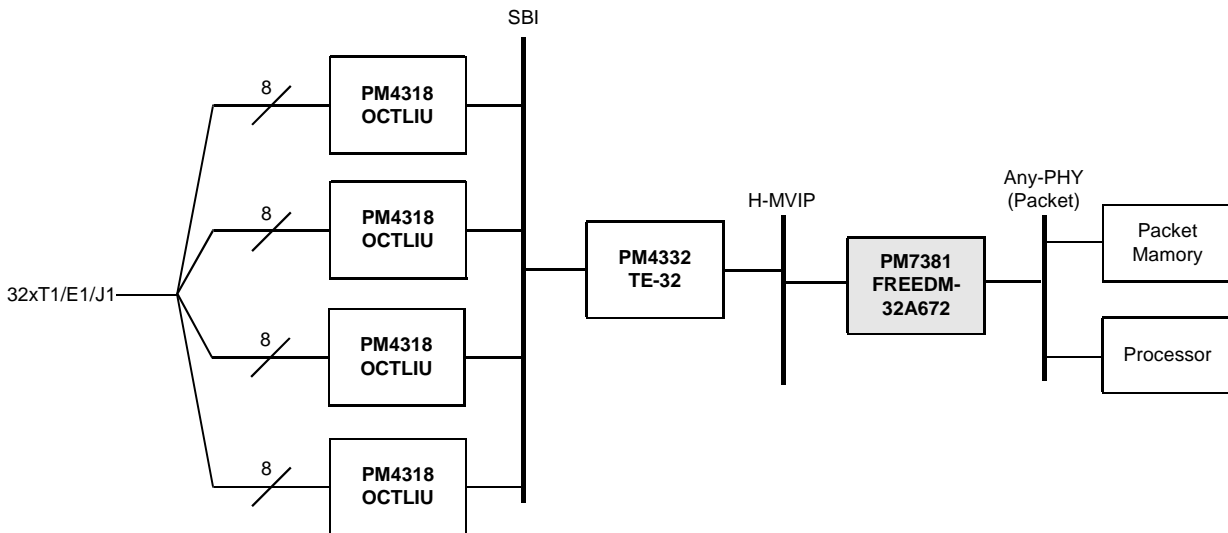 SBI
8
PM4318
OCTLIU
8
PM4318
OCTLIU
32xT1/E1/J1
8
PM4318
OCTLIU
8
PM4318
OCTLIU
PM4332
TE-32
H-MVIP
PM7381
FREEDM-
32A672
Any-PHY
(Packet)
Packet
Mamory
Processor